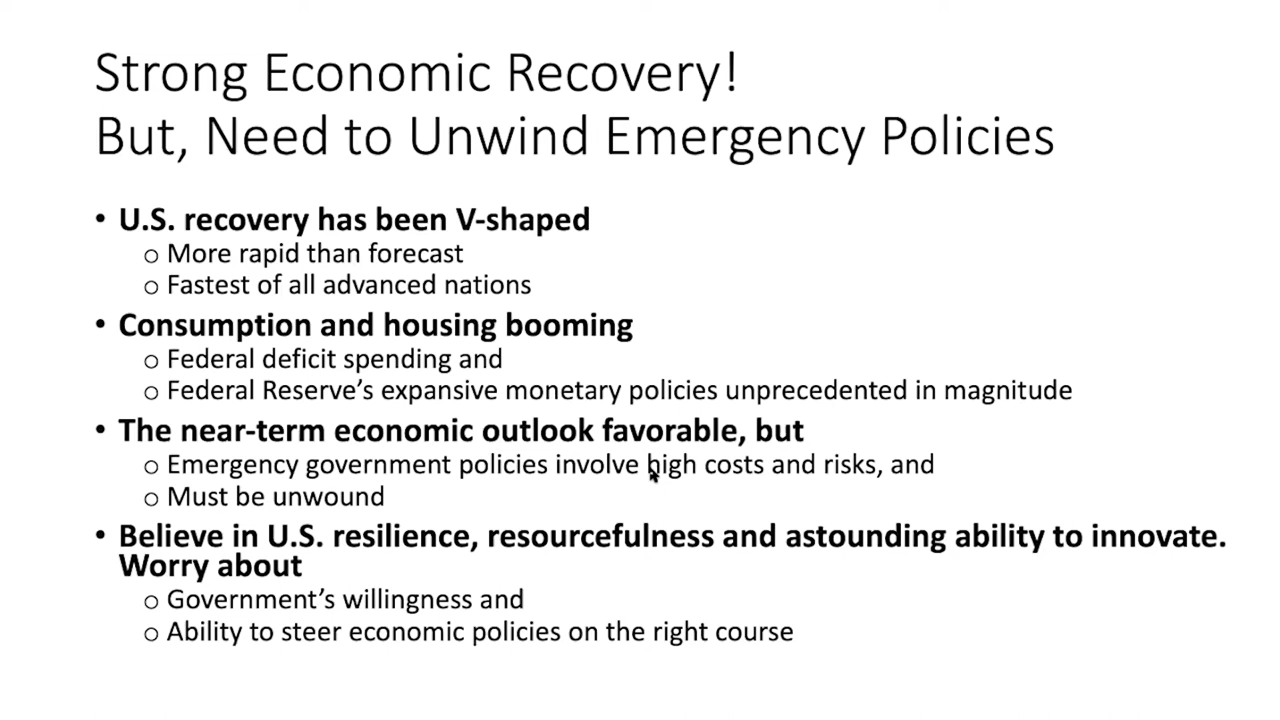 Strong Economic Recovery!
But, Need to Unwind Emergency Policies
• U.S. recovery has been V-shaped
o More rapid than forecast
o Fastest of all advanced nations
• Consumption and housing booming
o Federal deficit spending and
o Federal Reserve's expansive monetary policies unprecedented in magnitude
• The near-term economic outlook favorable, but
o Emergency government policies involve high costs and risks, and
o Must be unwound
• Believe in U.S. resilience, resourcefulness and astounding ability to innovate.
Worry about
o Government's willingness and
o Ability to steer economic policies on the right course